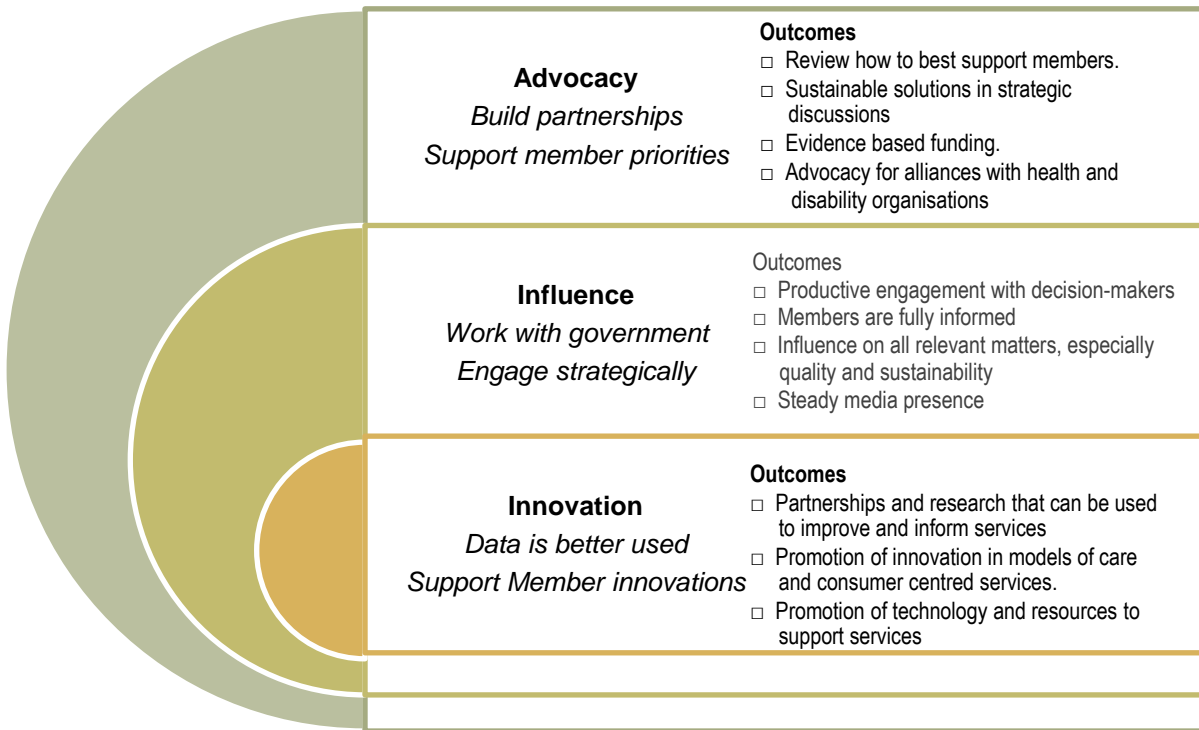 Advocacy
Build partnerships
Support member priorities
Outcomes
□ Review how to best support members.
□ Sustainable solutions in strategic
discussions
□ Evidence based funding.
□ Advocacy for alliances with health and
disability organisations
Influence
Work with government
Engage strategically
Outcomes
□ Productive engagement with decision-makers
□ Members are fully informed
□ Influence on all relevant matters, especially
quality and sustainability
□ Steady media presence
Innovation
Data is better used
Support Member innovations
Outcomes
□ Partnerships and research that can be used
to improve and inform services
□ Promotion of innovation in models of care
and consumer centred services.
□ Promotion of technology and resources to
support services